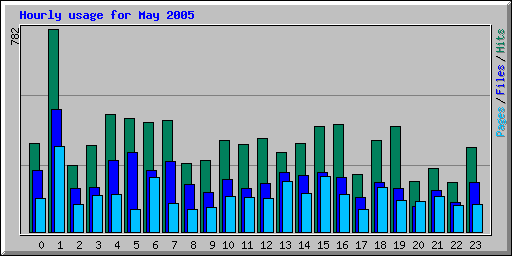 Hourly usage for May 2005
782
Pages / Files / Hits
0 1 2 3 4 5 6 7 8 9 10 11 12 13 14 15 16 17 18 19 20 21 22 23